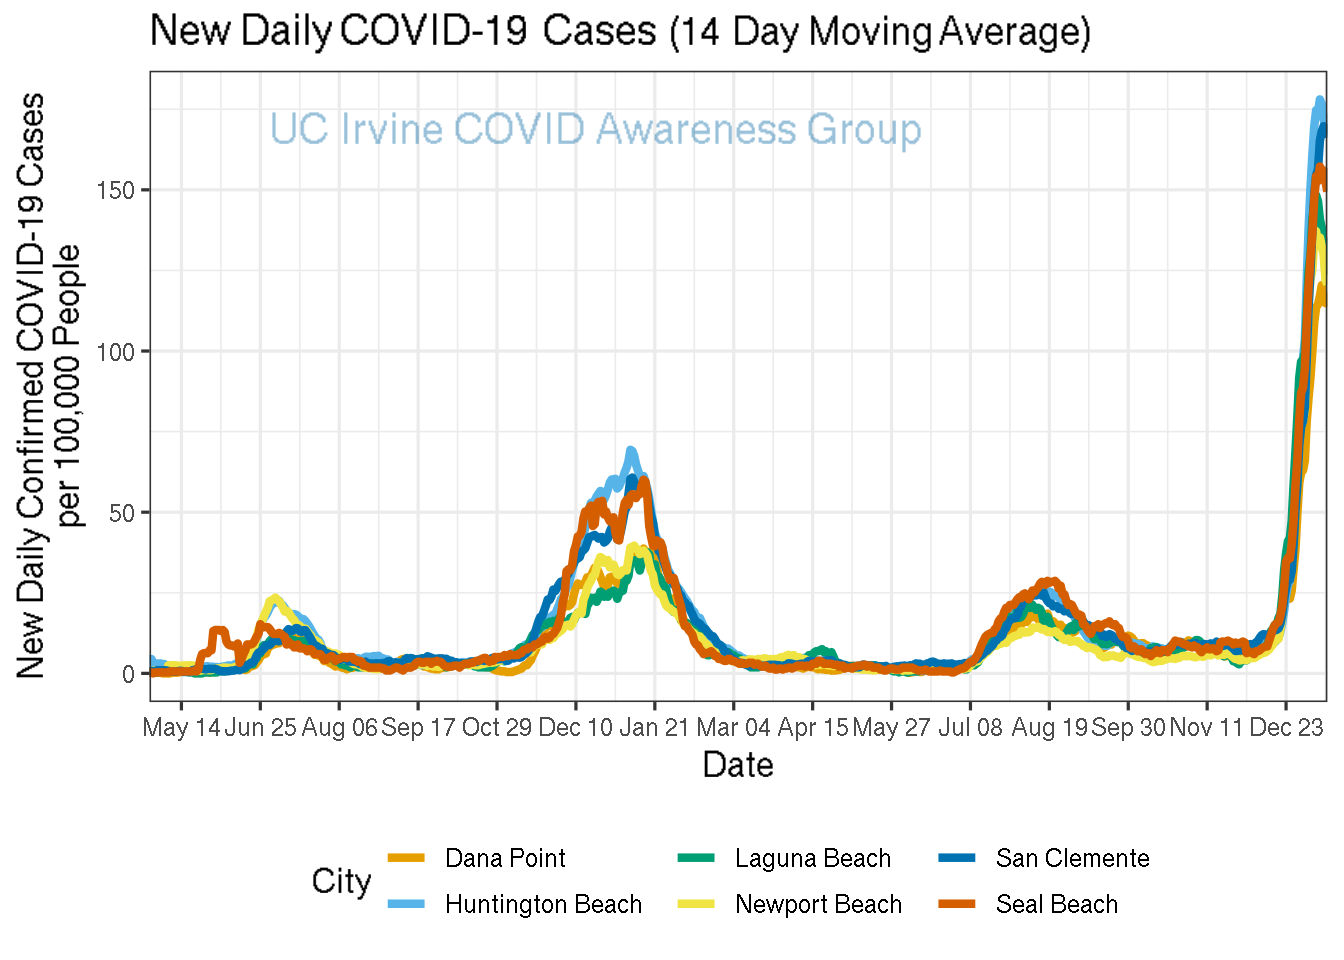 New Daily COVID-19 Cases (14 Day Moving Average)
UC Irvine COVID Awareness Group
New Daily Confirmed COVID-19 Cases
per 100,000 People
150
100
50
0
May 14 Jun 25 Aug 06 Sep 17 Oct 29 Dec 10 Jan 21 Mar 04 Apr 15 May 27 Jul 08 Aug 19 Sep 30 Nov 11 Dec 23
Date
City
Dana Point Laguna Beach San Clemente
Huntington Beach Newport Beach Seal Beach